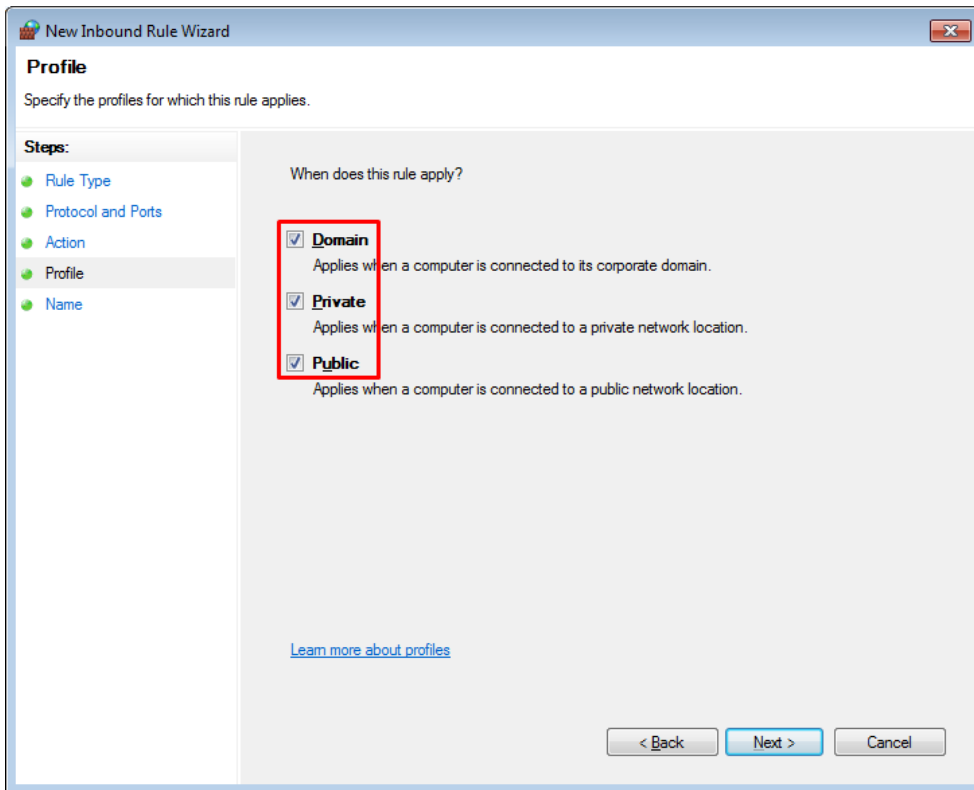 New Inbound Rule Wizard
Profile
Specify the profiles for which this rule applies.
Steps:
Rule Type
Protocol and Ports
Action
Profile
Name
When does this rule apply?
Domain
Applies when a computer is connected to its corporate domain.
Private
Applies when a computer is connected to a private network location.
Public
Applies when a computer is connected to a public network location.
Learn more about profiles
< Back Next > Cancel